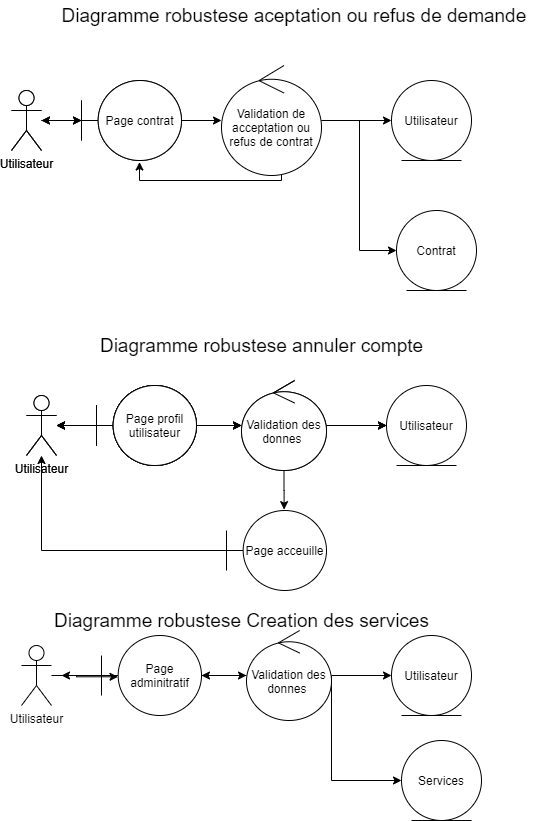 Diagramme robustese aceptation ou refus de demande
Utilisateur
Page contrat
Validation de
acceptation ou
refus de contrat
Utilisateur
Contrat
Diagramme robustese annuler compte
Utilisateur
Page profil
utilisateur
Validation des
donnes
Utilisateur
Page acceuille
Diagramme robustese Creation des services
Utilisateur
Page
adminitratif
Validation des
donnes
Utilisateur
Services